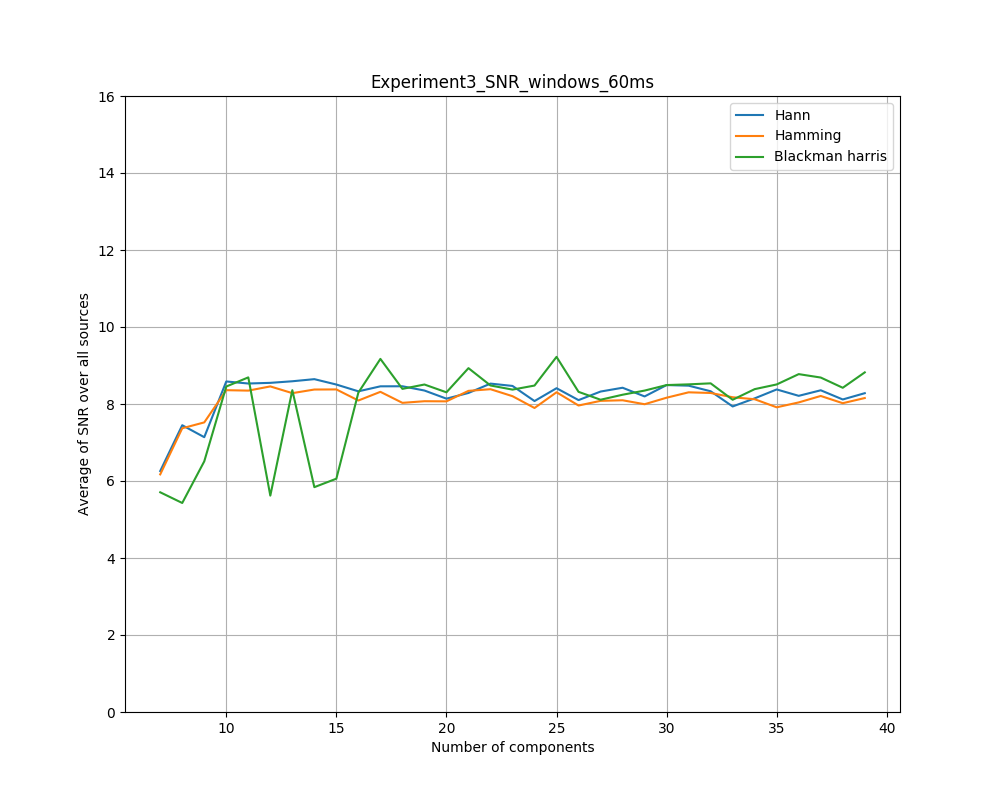 Experiment3_SNR_windows_60ms
Hann
Hamming
Blackman harris
Average of SNR over all sources
16
14
12
10
8
6
4
2
0
10 15 20 25 30 35 40
Number of components